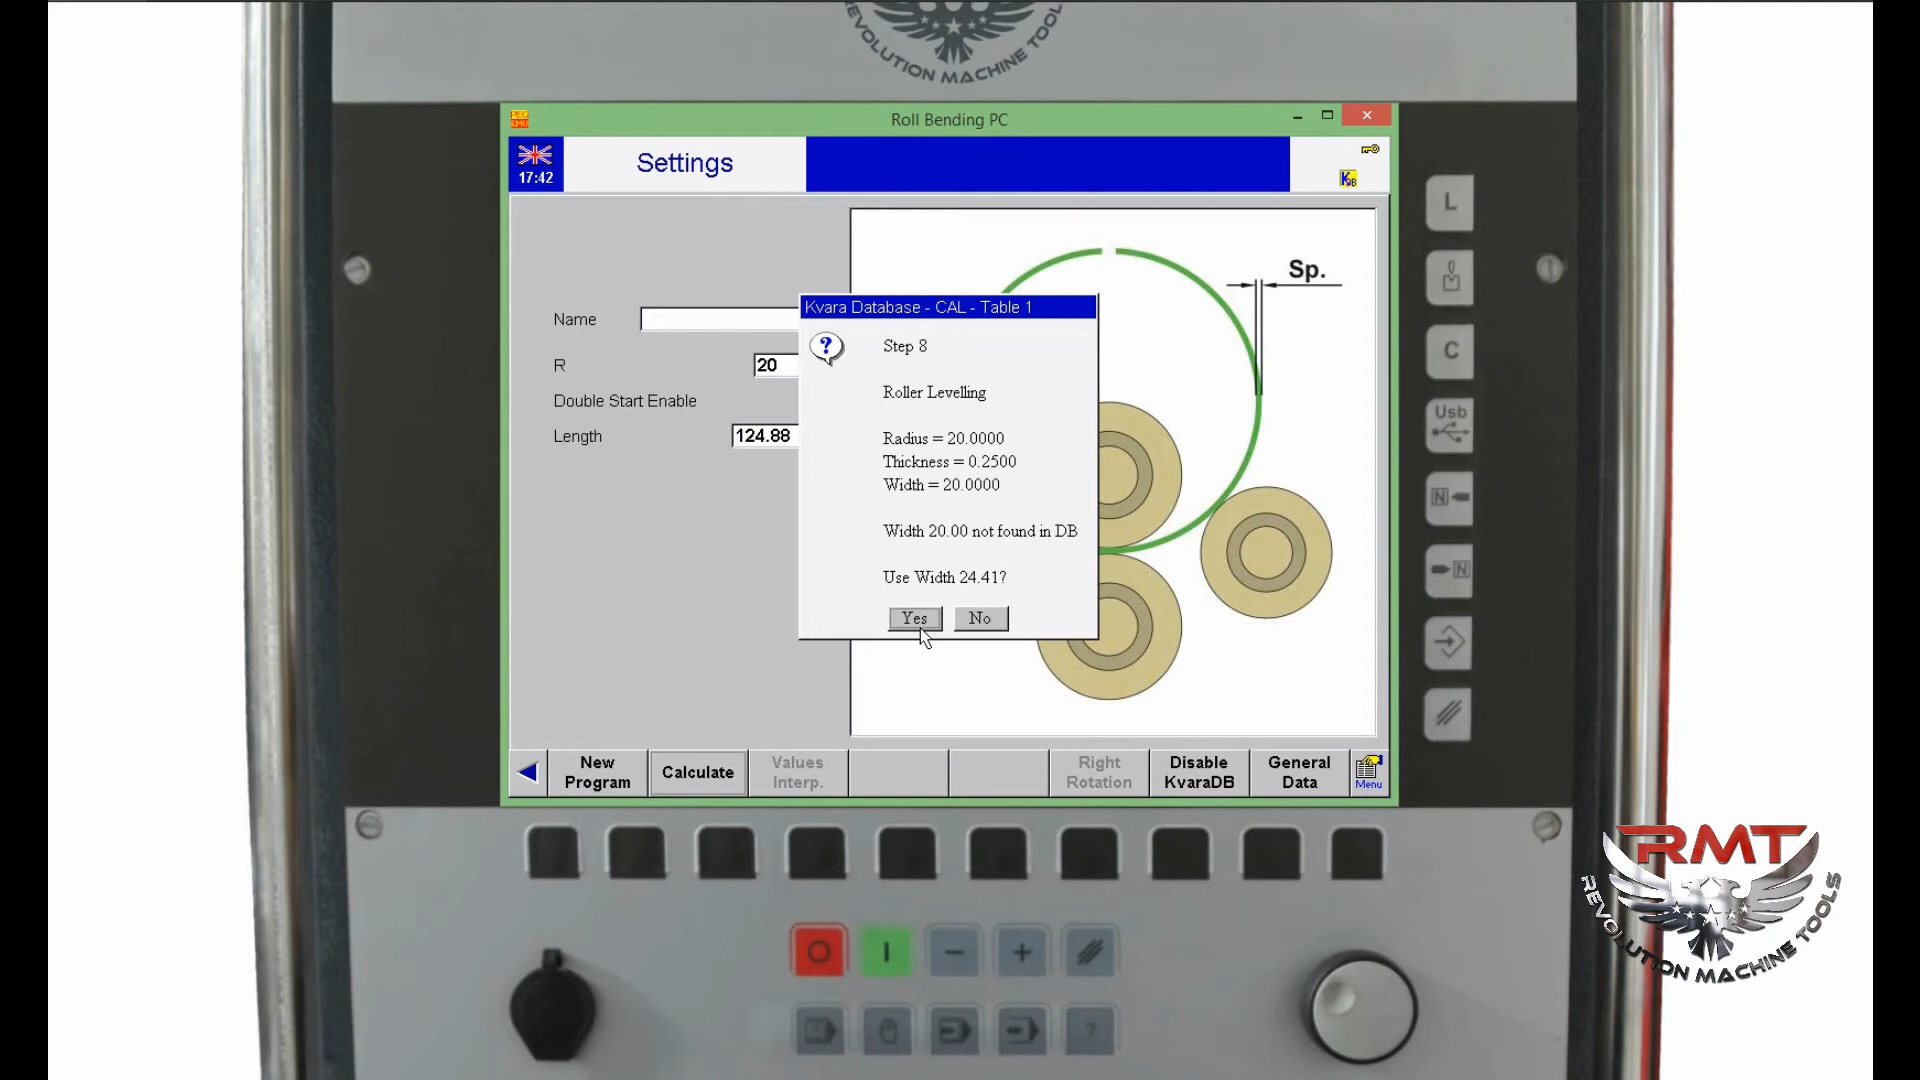 REVOLUTION MACHINE TOOLS
Roll Bending PC
17:42
Settings
Name
R
20
Double Start Enable
Length
124.88
Sp.
Kvara Database - CAL - Table 1
?
Step 8
Roller Levelling
Radius = 20.0000
Thickness = 0.2500
Width = 20.0000
Width 20.00 not found in DB
Use Width 24.41?
Yes
No
New Program
Calculate
Values Interp.
Right Rotation
Disable KvaraDB
General Data
Menu
L
C
Usb
N
N
?
RMT
REVOLUTION MACHINE TOOLS